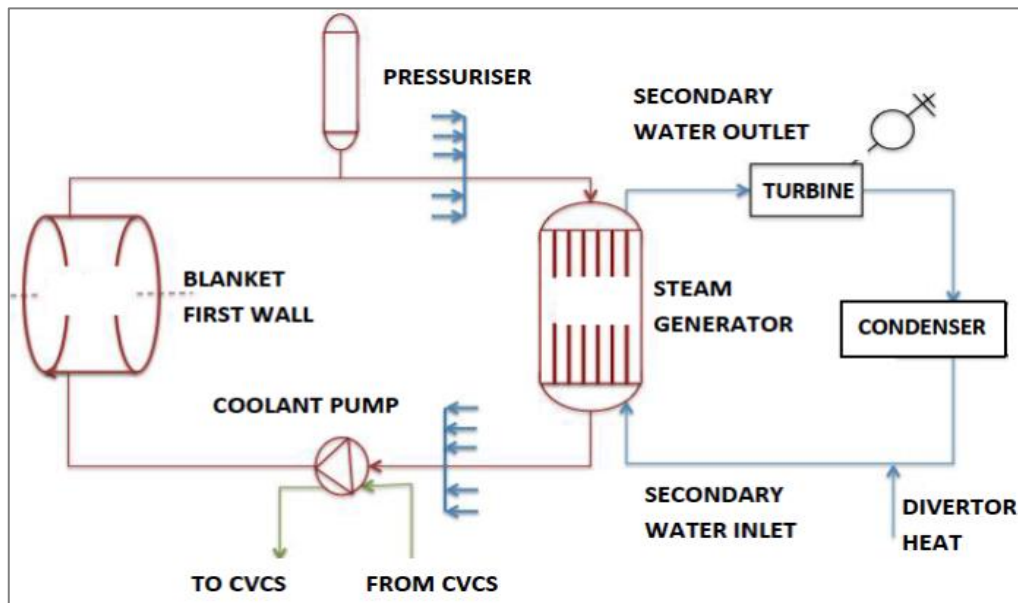 PRESSURISER
SECONDARY
WATER OUTLET
TURBINE
BLANKET
FIRST WALL
STEAM
GENERATOR
CONDENSER
COOLANT PUMP
SECONDARY
WATER INLET
DIVERTOR
HEAT
TO CVCS
FROM CVCS